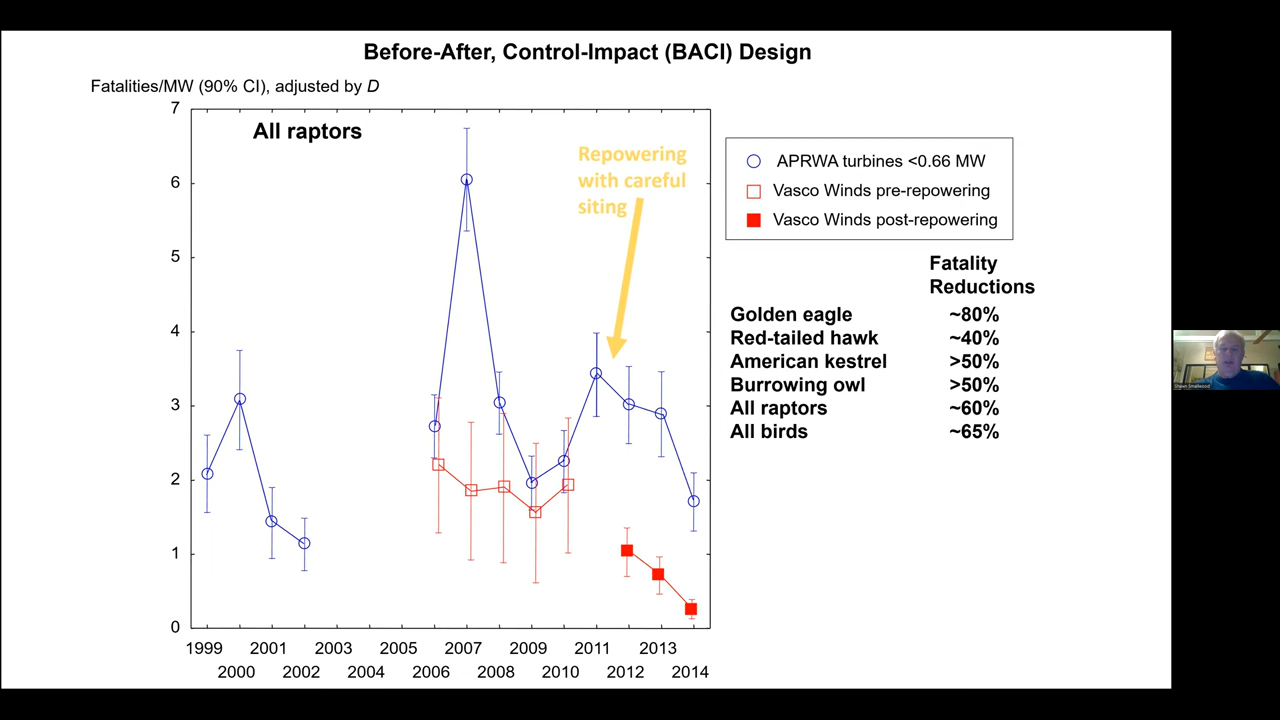 Before-After, Control-Impact (BACI) Design
Fatalities/MW (90% CI), adjusted by D
All raptors
Repowering
with careful
siting
7
6
5
4
3
2
1
0
1999 2001 2003 2005 2007 2009 2011 2013
2000 2002 2004 2006 2008 2010 2012 2014
APRWA turbines <0.66 MW
Vasco Winds pre-repowering
Vasco Winds post-repowering
Fatality
Reductions
Golden eagle ~80%
Red-tailed hawk ~40%
American kestrel >50%
Burrowing owl >50%
All raptors ~60%
All birds ~65%
Shawn Smallwood